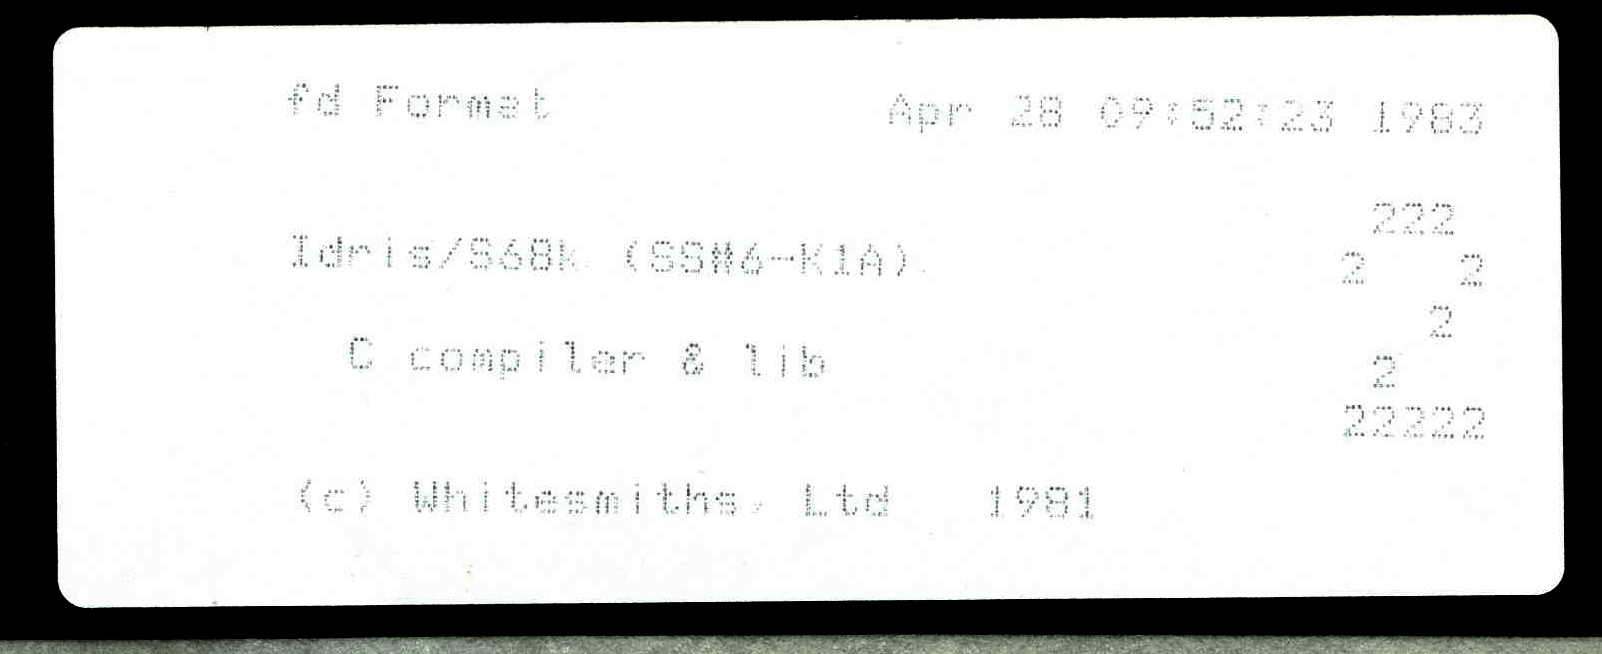 fd Format Apr 28 09:52:23 1983
222
Idris/S68k (SS#6-K1A) 2 2
2
C compiler & lib 2
22222
(c) Whitesmiths, Ltd 1981